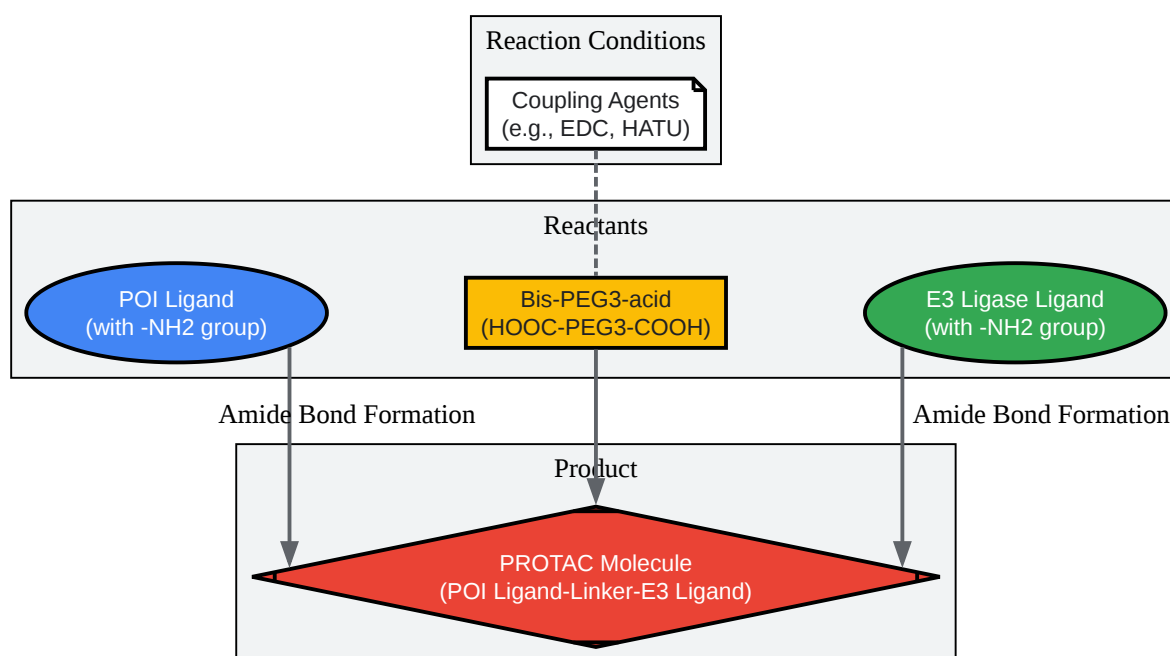 Reaction Conditions
Coupling Agents
(e.g., EDC, HATU)
Reactants
POI Ligand
(with -NH2 group)
Bis-PEG3-acid
(HOOC-PEG3-COOH)
E3 Ligase Ligand
(with -NH2 group)
Amide Bond Formation
Amide Bond Formation
Product
PROTAC Molecule
(POI Ligand-Linker-E3 Ligand)